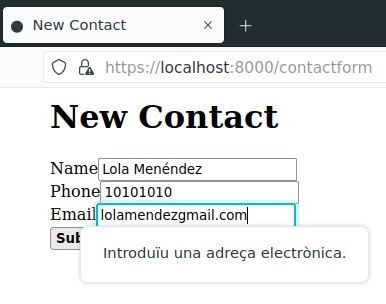 New Contact
https://localhost:8000/contactform
New Contact
Name Lola Menéndez
Phone 10101010
Email lolamendezgmail.com
Sub
Introduïu una adreça electrònica.